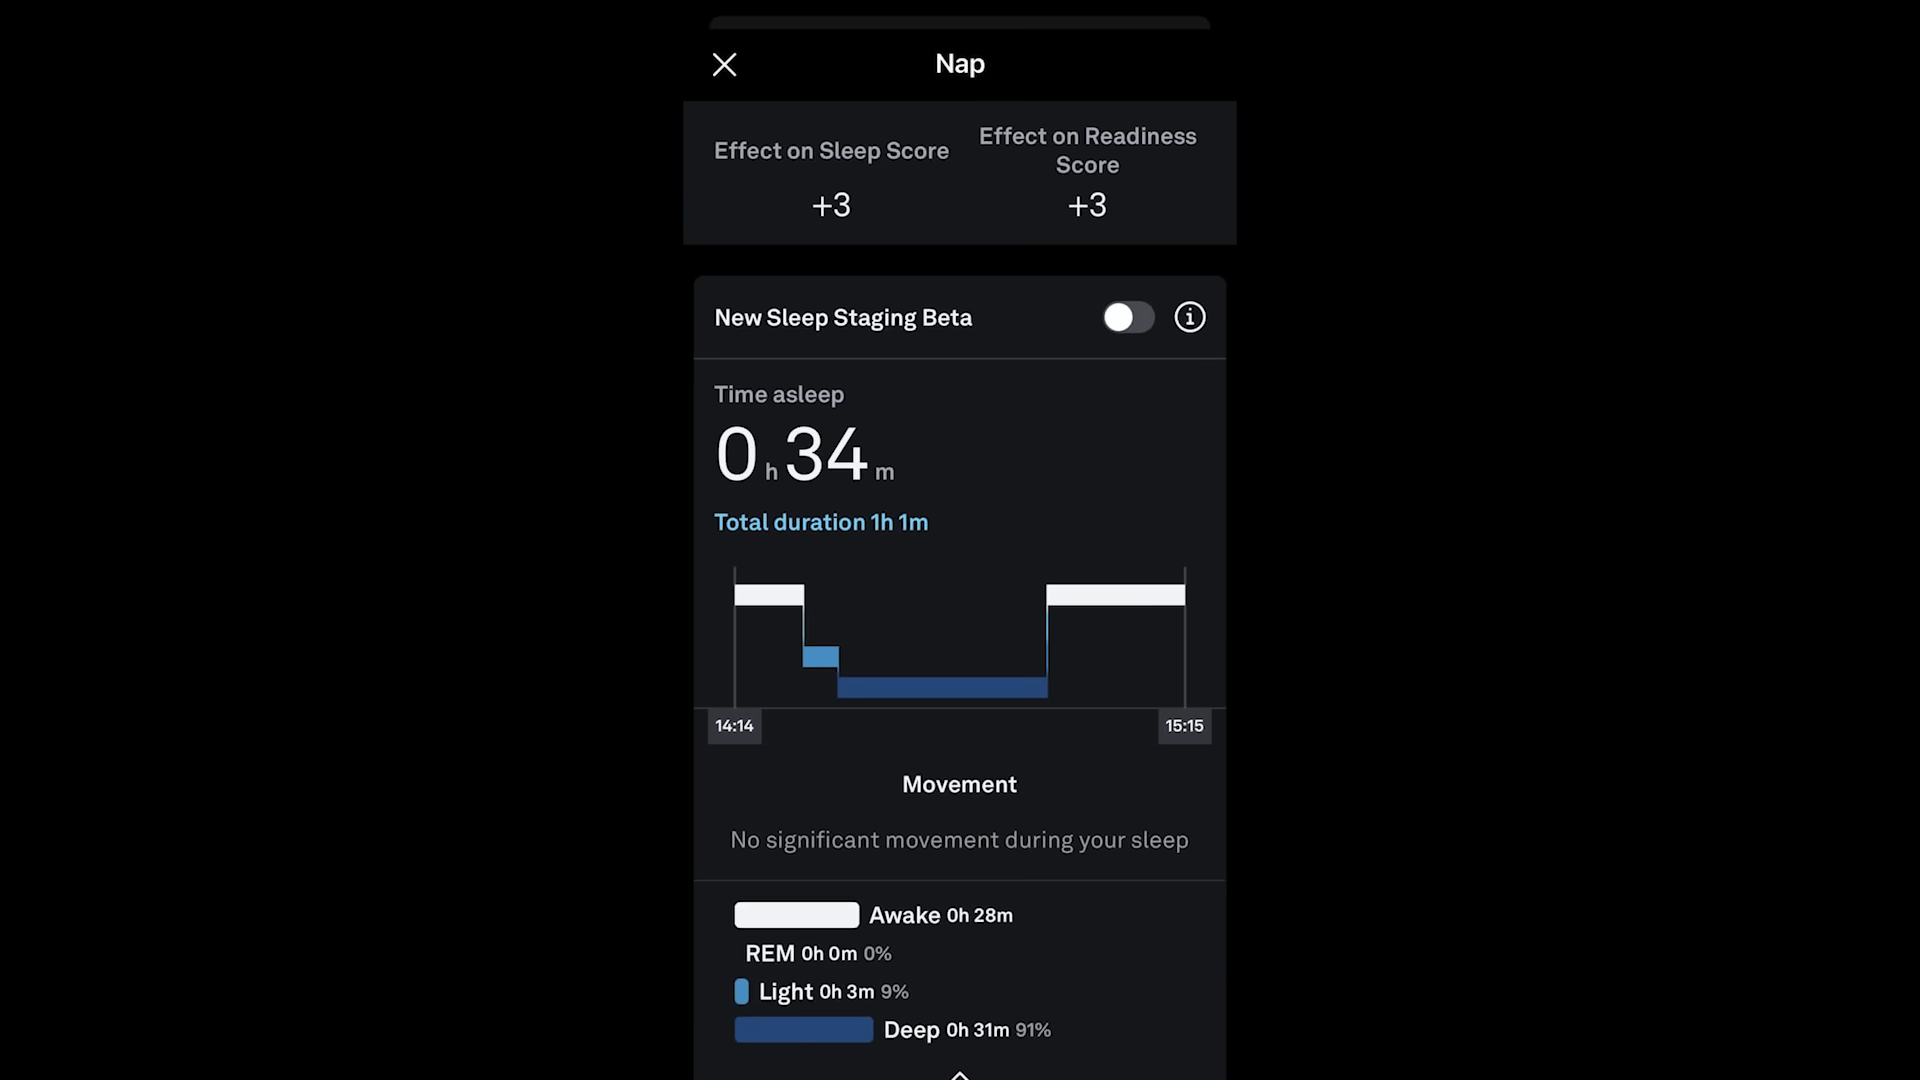 Nap
Effect on Sleep Score
+3
Effect on Readiness
Score
+3
New Sleep Staging Beta
Time asleep
0 h 34 m
Total duration 1h 1m
14:14
15:15
Movement
No significant movement during your sleep
Awake 0h 28m
REM 0h 0m 0%
Light 0h 3m 9%
Deep 0h 31m 91%